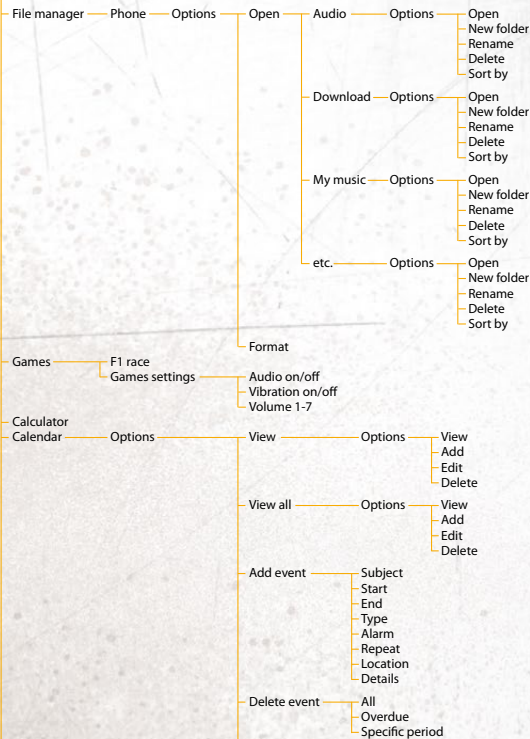 File manager Phone Options Open Audio Options Open
New folder
Rename
Delete
Sort by
Download Options Open
New folder
Rename
Delete
Sort by
My music Options Open
New folder
Rename
Delete
Sort by
etc. Options Open
New folder
Rename
Delete
Sort by
Format
Games F1 race
Games settings Audio on/off
Vibration on/off
Volume 1-7
Calculator
Calendar Options View Options View
Add
Edit
Delete
View all Options View
Add
Edit
Delete
Add event Subject
Start
End
Type
Alarm
Repeat
Location
Details
Delete event All
Overdue
Specific period